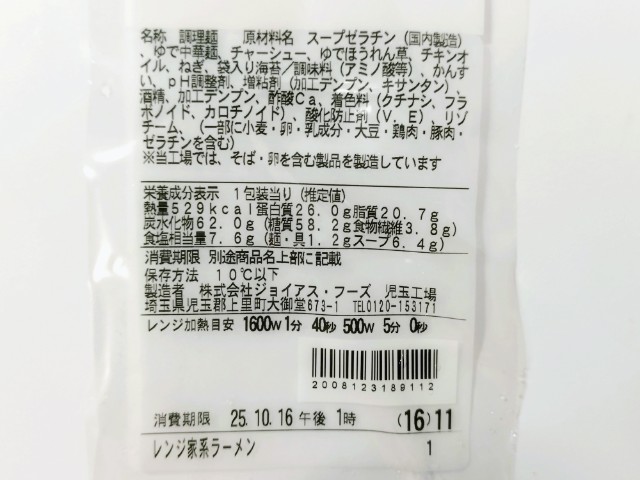 名称 調理麺 原材料名 スープゼラチン(国内製造)
、ゆで中華麺、チャーシュー、ゆでほうれん草、チキンオ
イル、ねぎ、袋入り海苔/調味料(アミノ酸等)、かんす
い、pH調整剤、増粘剤(加工デンプン、キサンタン)、
酒精、加工デンプン、酢酸Ca、着色料(クチナシ、フラ
ボノイド、カロチノイド)、酸化防止剤(V.E)、リゾ
チーム、(一部に小麦・卵・乳成分・大豆・鶏肉・豚肉・
ゼラチンを含む)
※当工場では、そば・卵を含む製品を製造しています
栄養成分表示 1包装当り(推定値)
熱量529kcal蛋白質26.0g脂質20.7g
炭水化物62.0g(糖質58.2g食物繊維3.8g)
食塩相当量7.6g(麺・具1.2gスープ6.4g)
消費期限 別途商品名上部に記載
保存方法 10℃以下
製造者 株式会社ジョイアス・フーズ 児玉工場
埼玉県児玉郡上里町大御堂673-1 TEL0120-153171
レンジ加熱目安 1600W1分 40秒 500W 5分 0秒
2008123189112
消費期限 25.10.16 午後 1時 (16)11
レンジ家系ラーメン 1